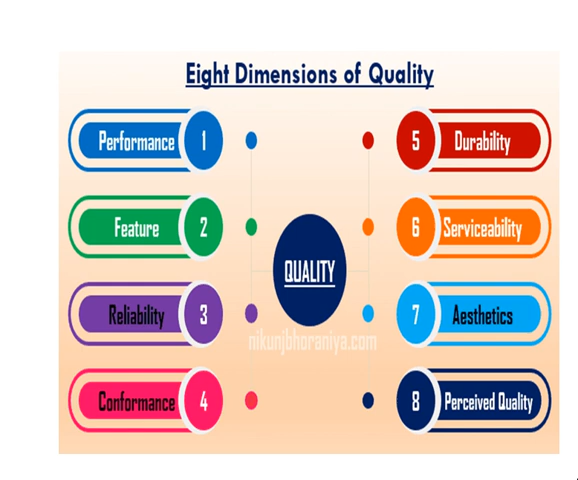 Eight Dimensions of Quality
Performance 1
Feature 2
Reliability 3
Conformance 4
QUALITY
nikunjbhoraniya.com
5 Durability
6 Serviceability
7 Aesthetics
8 Perceived Quality